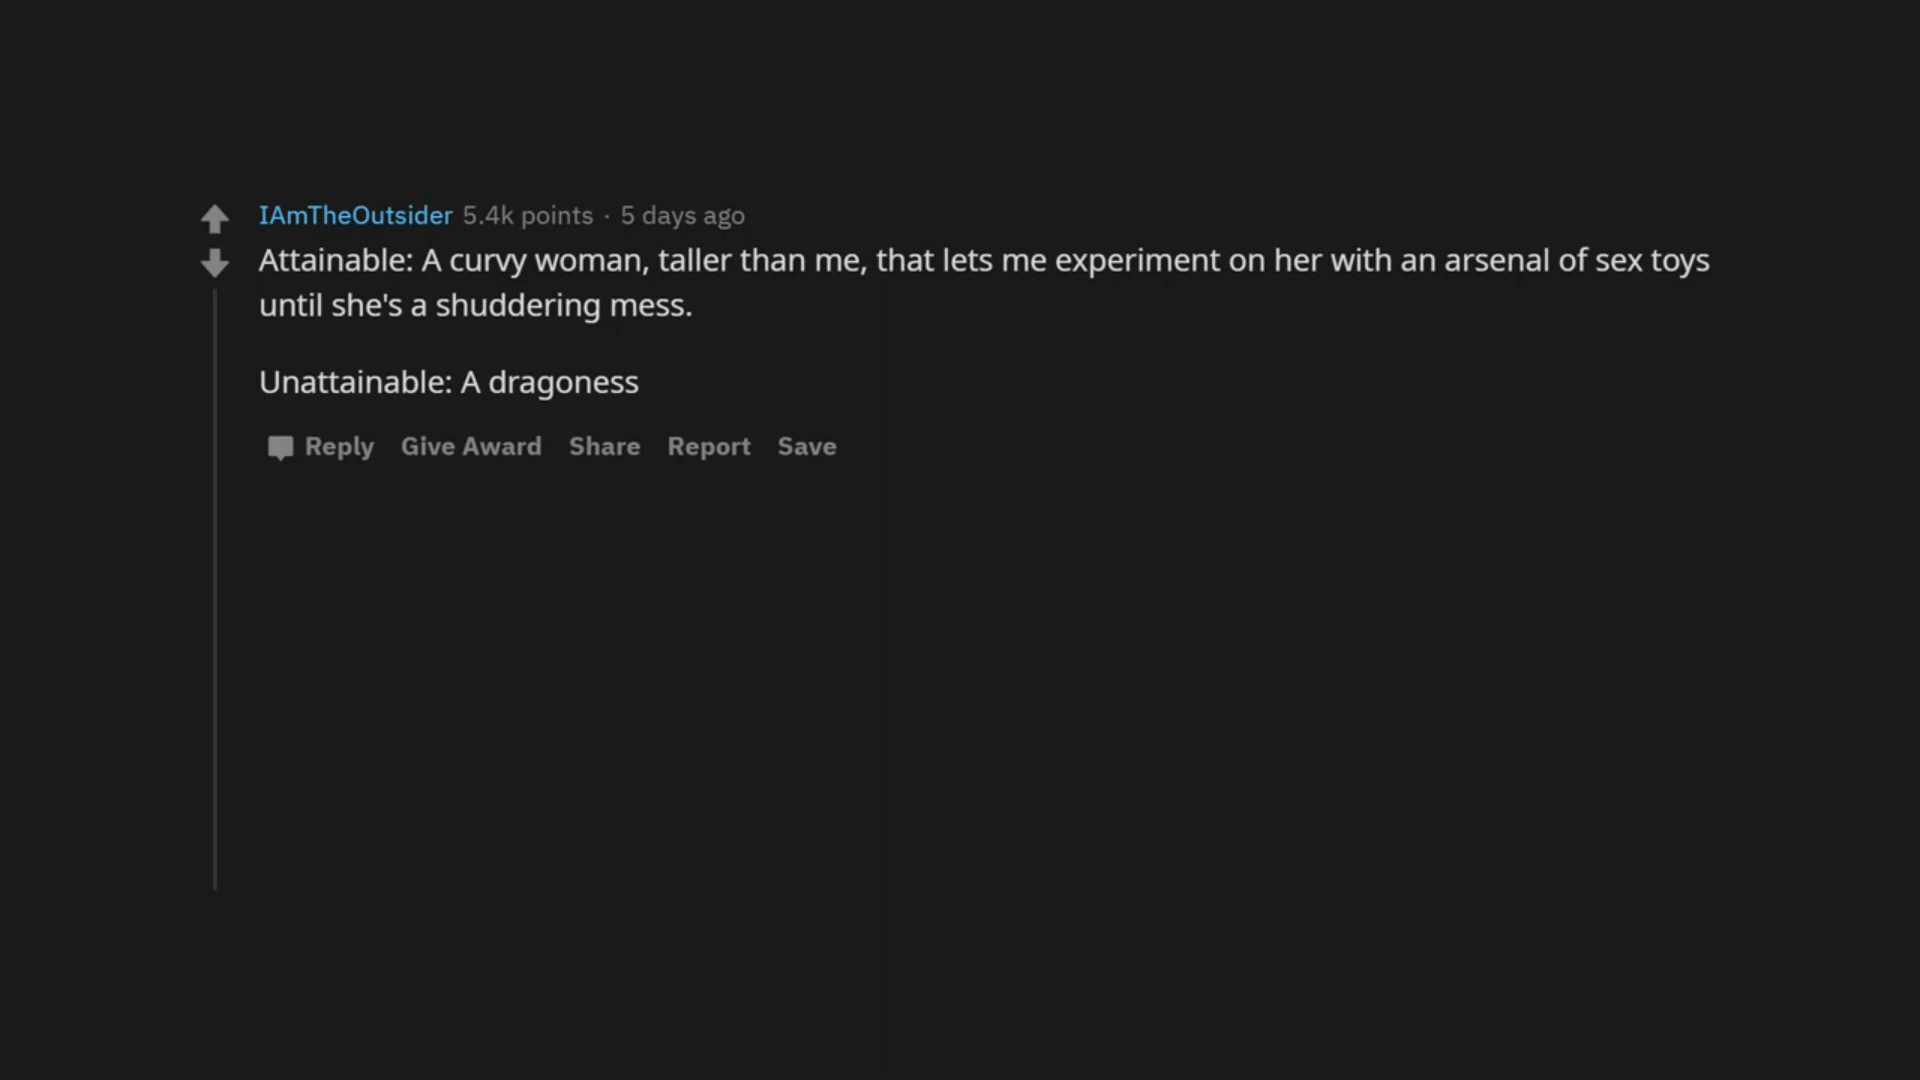 IAmTheOutsider 5.4k points · 5 days ago
Attainable: A curvy woman, taller than me, that lets me experiment on her with an arsenal of sex toys
until she's a shuddering mess.
Unattainable: A dragoness
Reply Give Award Share Report Save